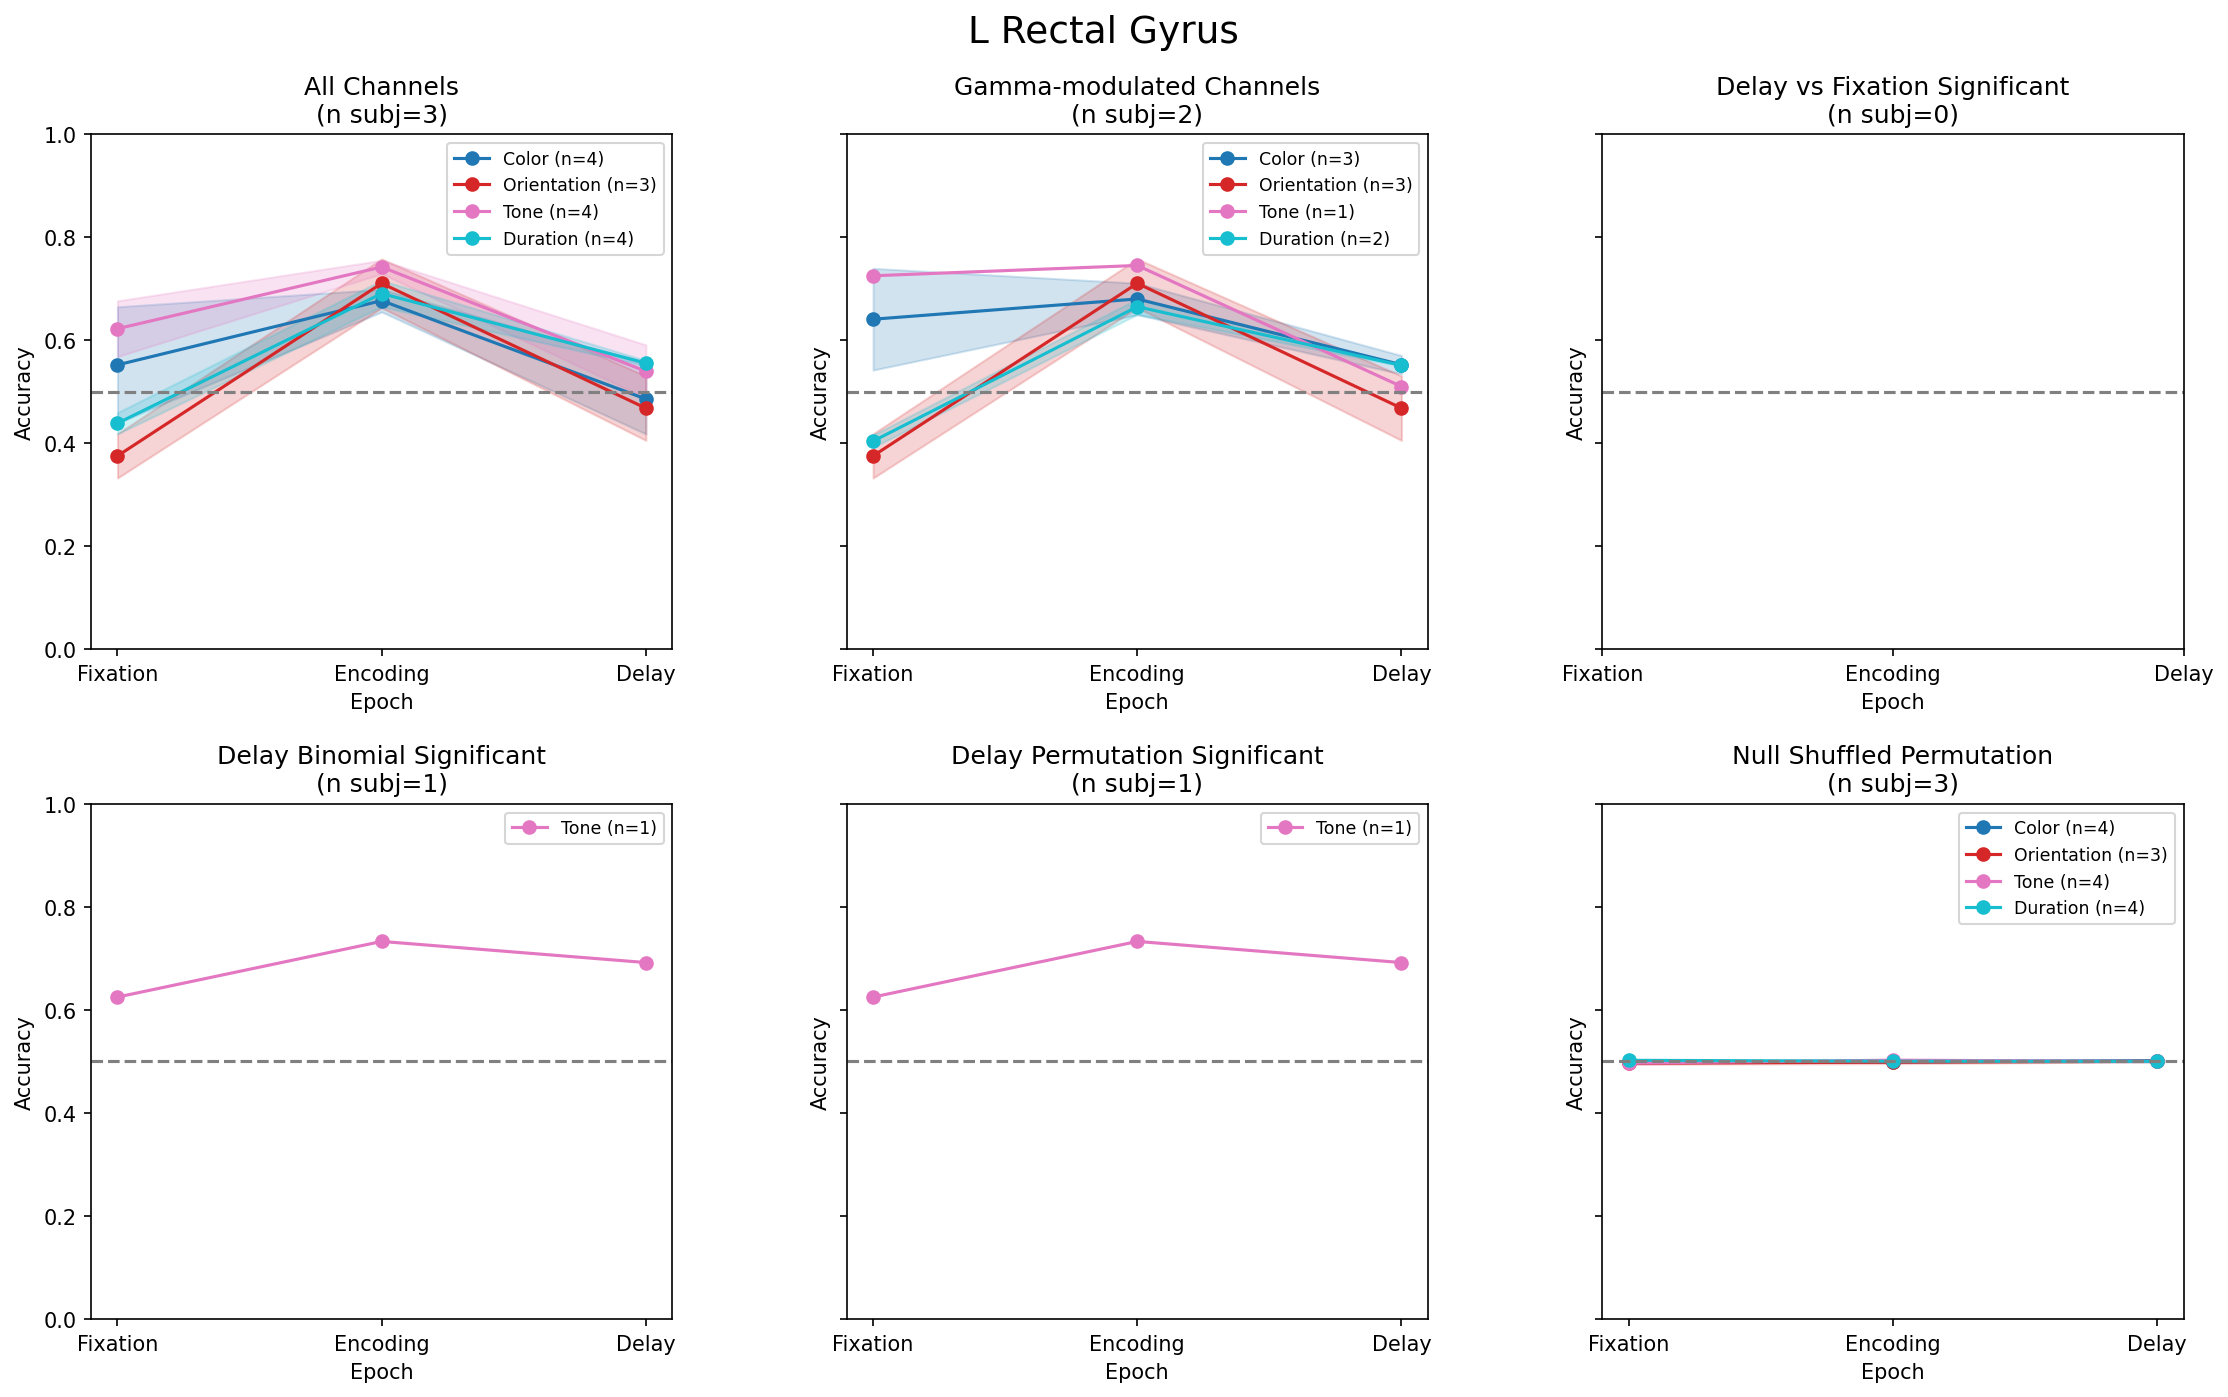 L Rectal Gyrus
All Channels
(n subj=3)
1.0
0.8
0.6
0.4
0.2
0.0
Accuracy
Color (n=4)
Orientation (n=3)
Tone (n=4)
Duration (n=4)
Fixation
Encoding
Delay
Epoch
Gamma-modulated Channels
(n subj=2)
Accuracy
Color (n=3)
Orientation (n=3)
Tone (n=1)
Duration (n=2)
Fixation
Encoding
Delay
Epoch
Delay vs Fixation Significant
(n subj=0)
Accuracy
Fixation
Encoding
Delay
Epoch
Delay Binomial Significant
(n subj=1)
1.0
0.8
0.6
0.4
0.2
0.0
Accuracy
Tone (n=1)
Fixation
Encoding
Delay
Epoch
Delay Permutation Significant
(n subj=1)
Accuracy
Tone (n=1)
Fixation
Encoding
Delay
Epoch
Null Shuffled Permutation
(n subj=3)
Accuracy
Color (n=4)
Orientation (n=3)
Tone (n=4)
Duration (n=4)
Fixation
Encoding
Delay
Epoch